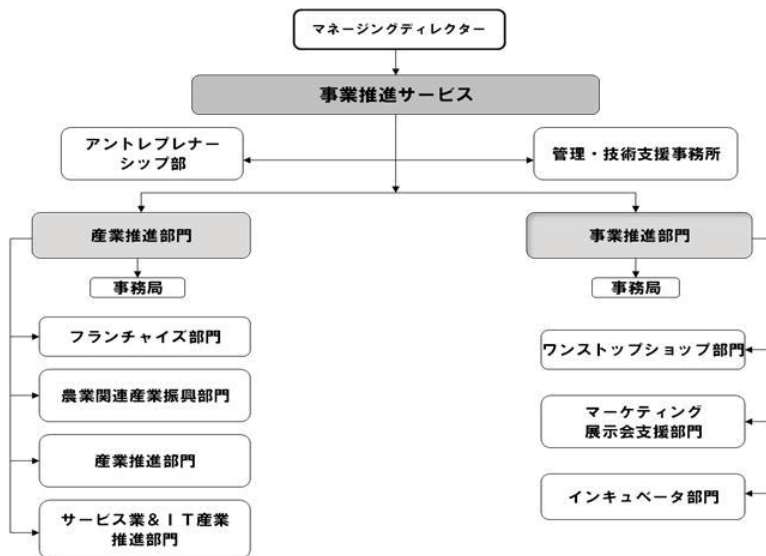 マネージングディレクター
事業推進サービス
アントレプレナー
シップ部
管理・技術支援事務所
産業推進部門
事業推進部門
事務局
事務局
フランチャイズ部門
ワンストップショップ部門
農業関連産業振興部門
マーケティング
展示会支援部門
産業推進部門
インキュベータ部門
サービス業&IT産業
推進部門